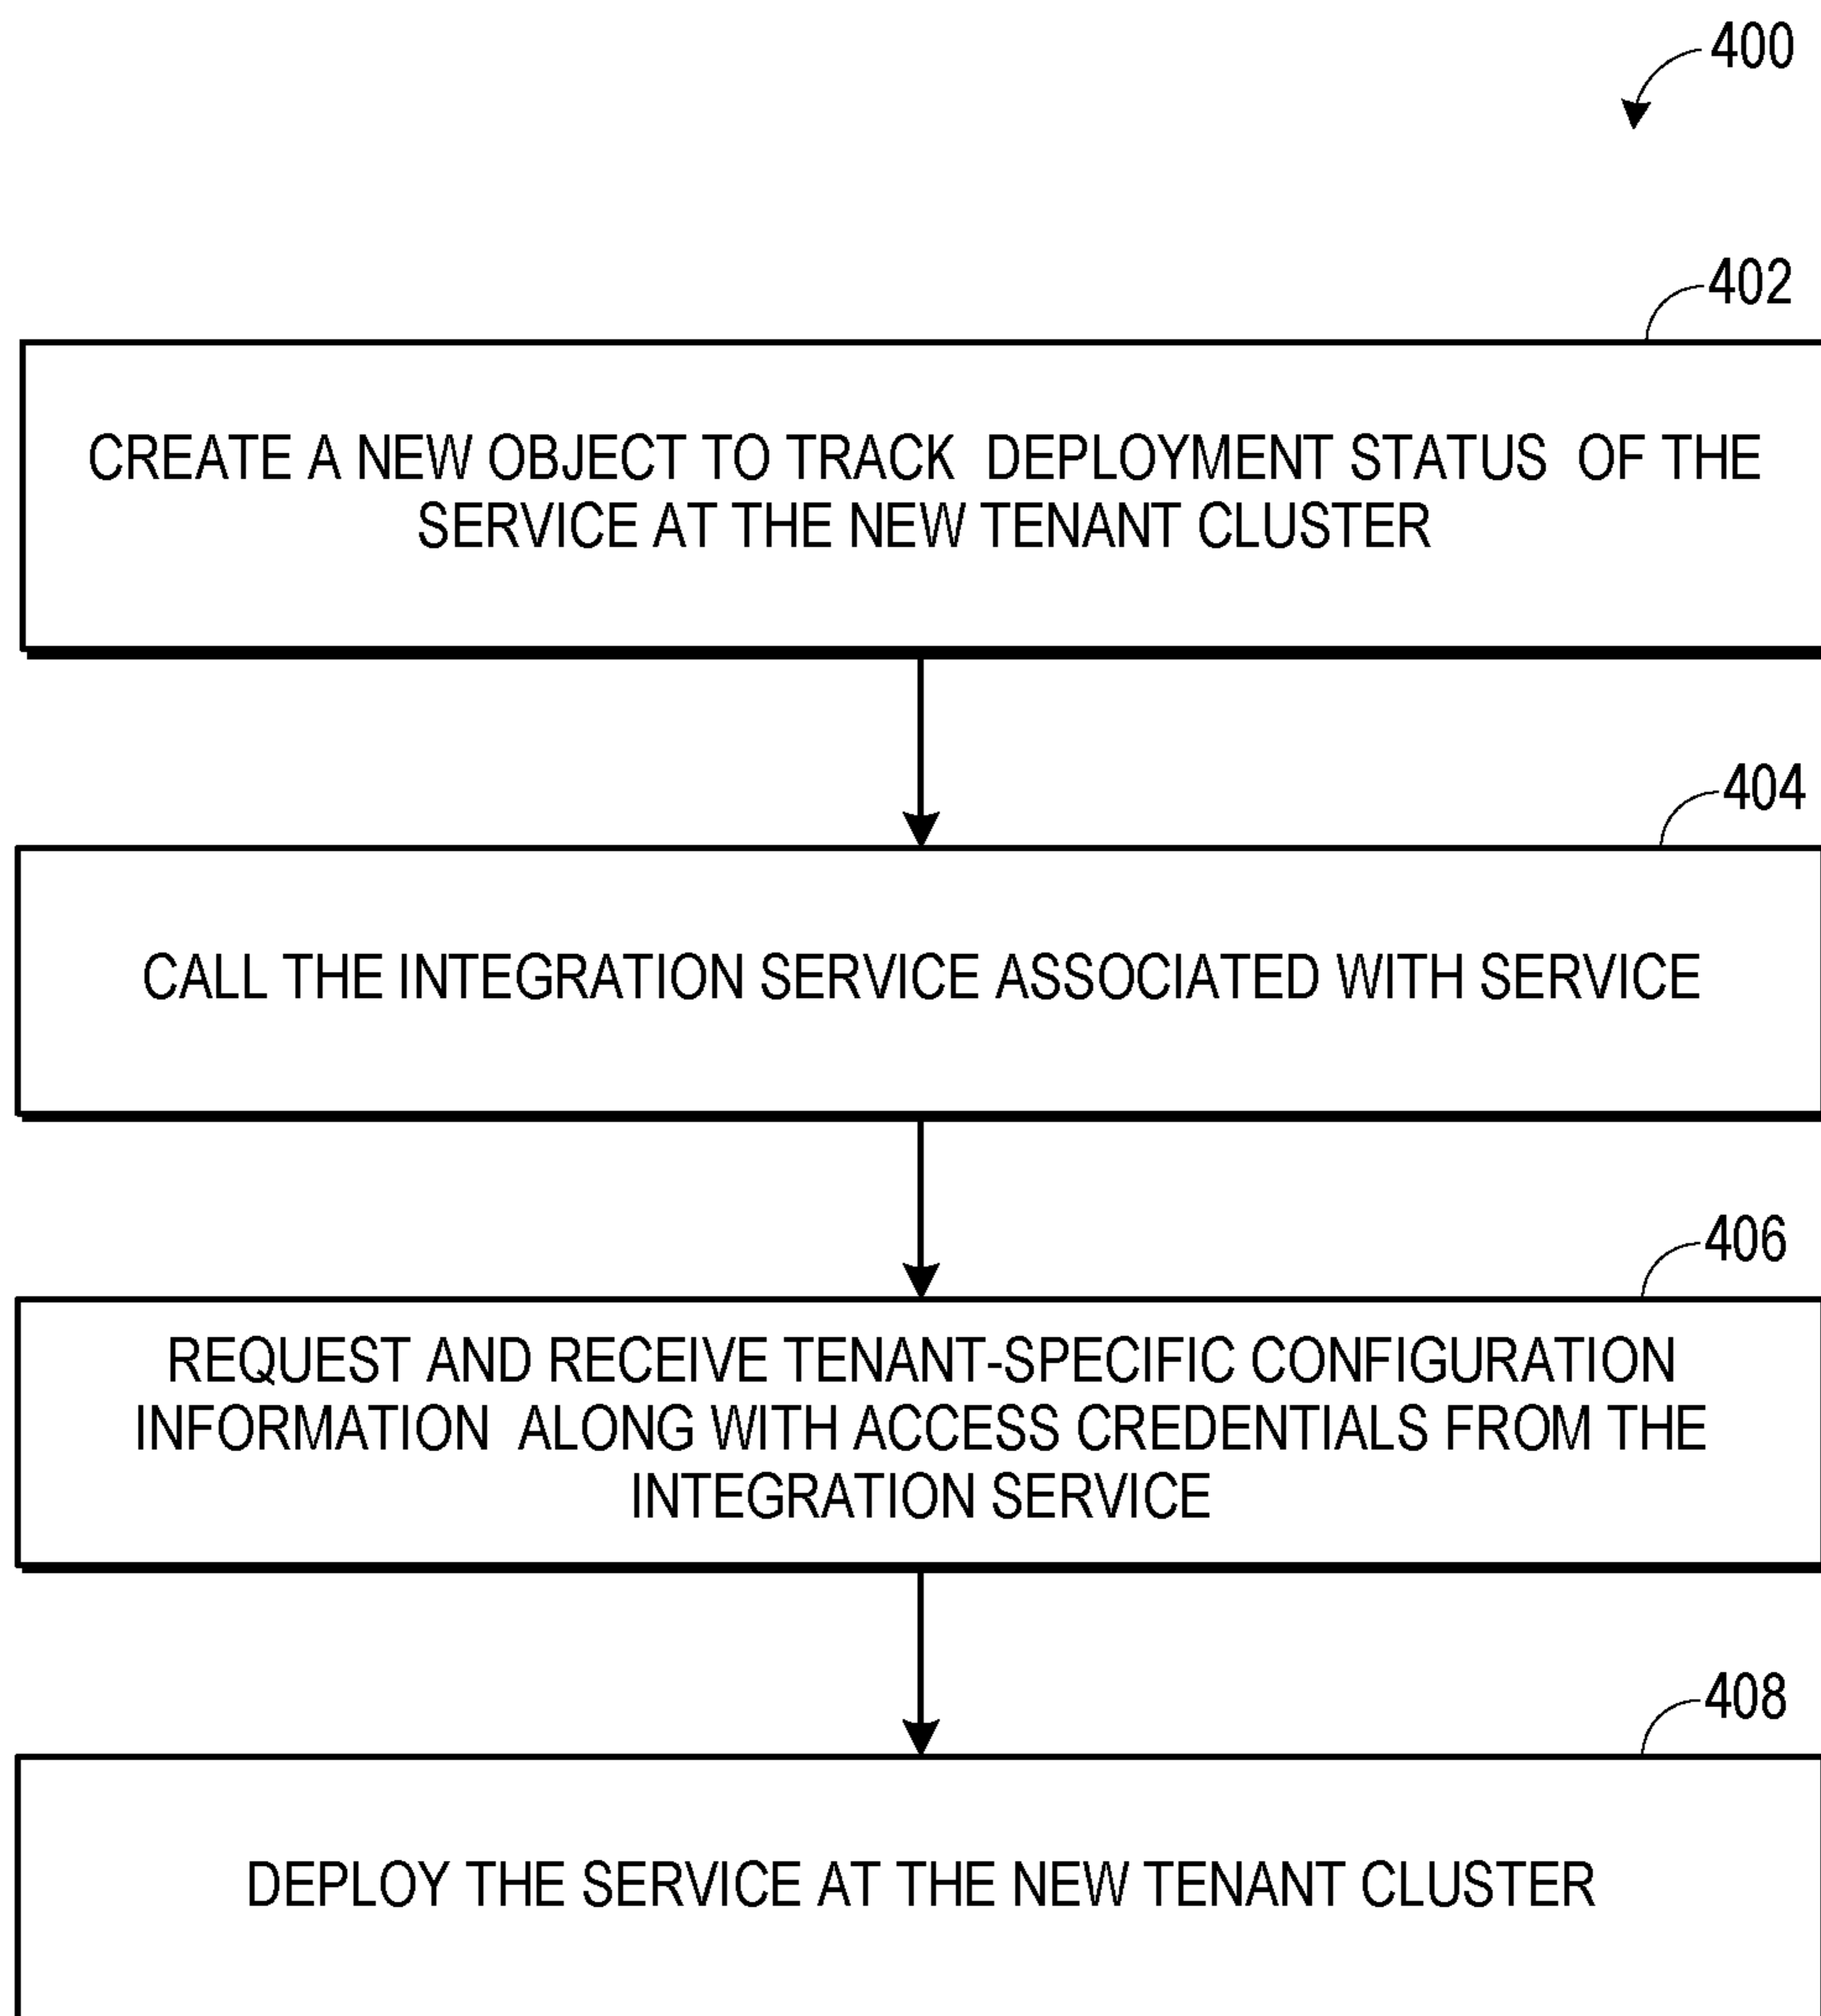 400
402
CREATE A NEW OBJECT TO TRACK DEPLOYMENT STATUS OF THE
SERVICE AT THE NEW TENANT CLUSTER
404
CALL THE INTEGRATION SERVICE ASSOCIATED WITH SERVICE
406
REQUEST AND RECEIVE TENANT-SPECIFIC CONFIGURATION
INFORMATION ALONG WITH ACCESS CREDENTIALS FROM THE
INTEGRATION SERVICE
408
DEPLOY THE SERVICE AT THE NEW TENANT CLUSTER